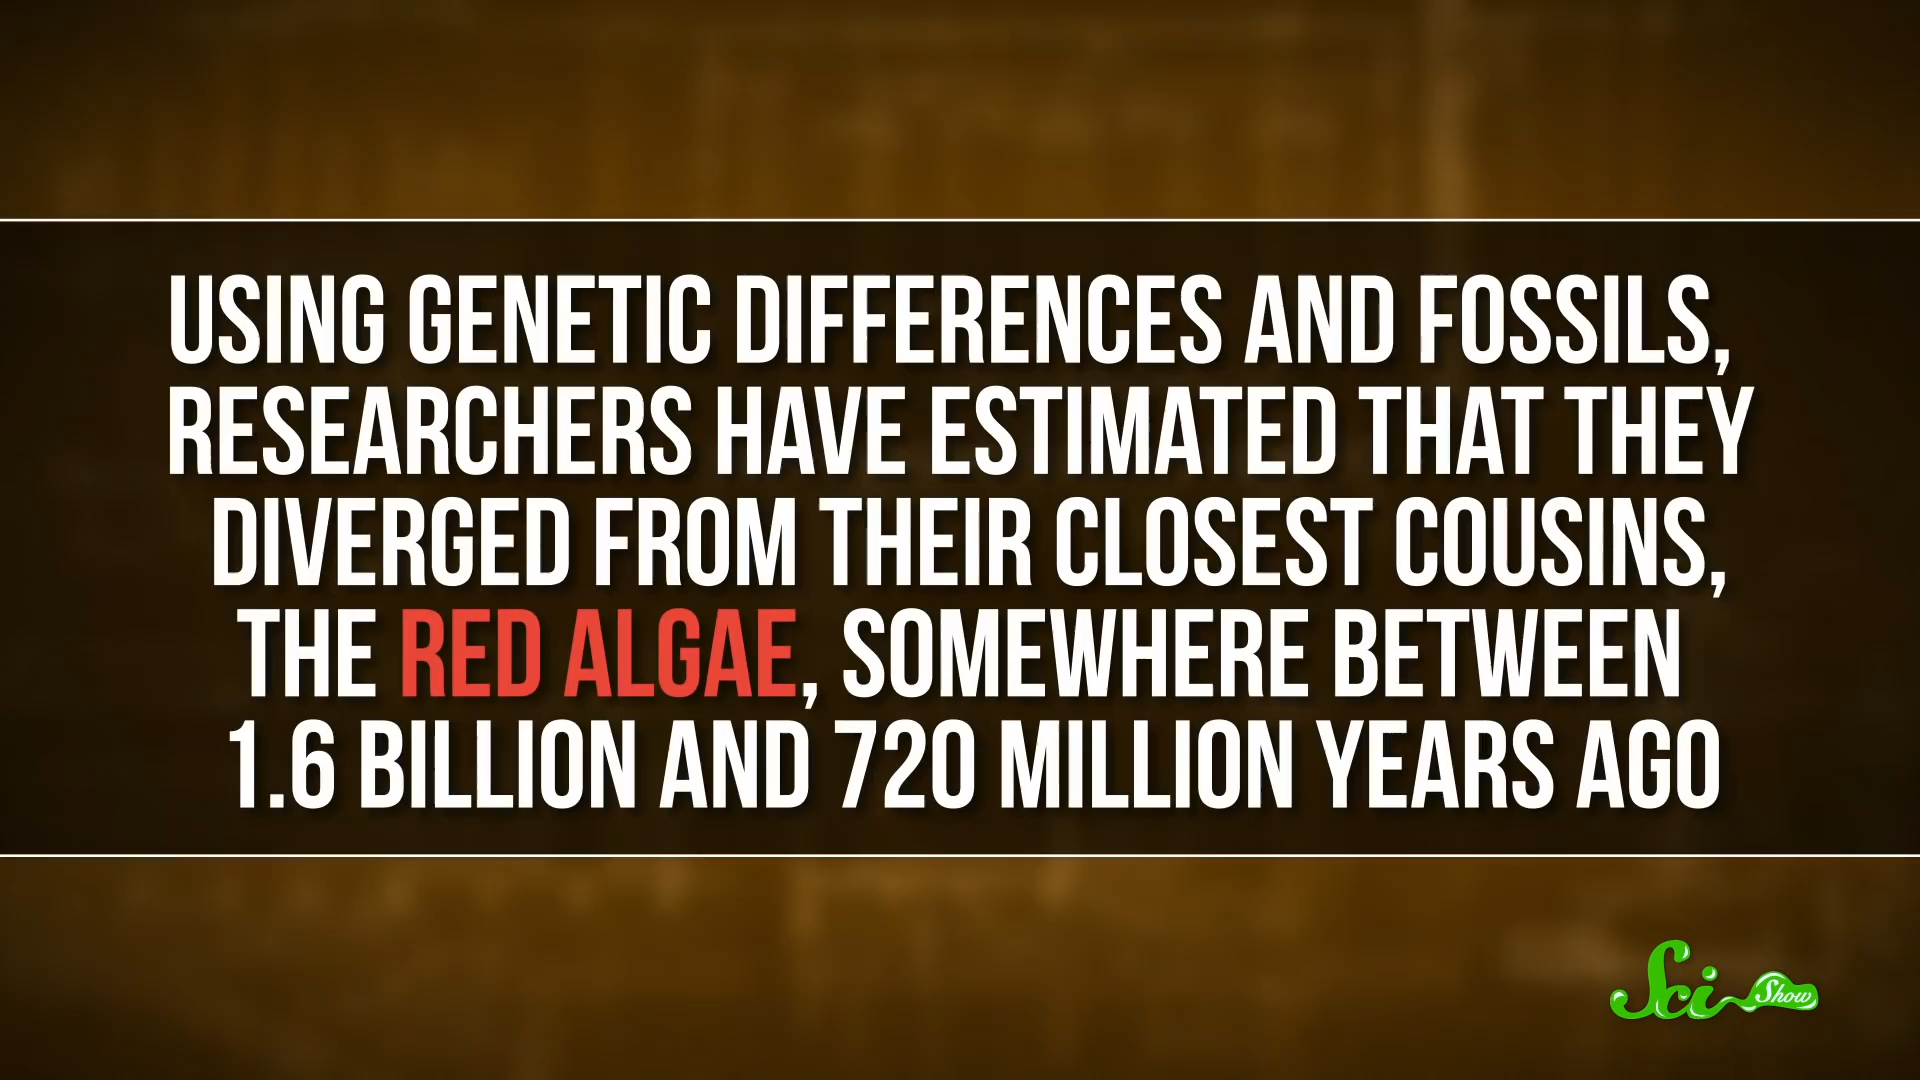 USING GENETIC DIFFERENCES AND FOSSILS,
RESEARCHERS HAVE ESTIMATED THAT THEY
DIVERGED FROM THEIR CLOSEST COUSINS,
THE RED ALGAE, SOMEWHERE BETWEEN
1.6 BILLION AND 720 MILLION YEARS AGO
Sci Show